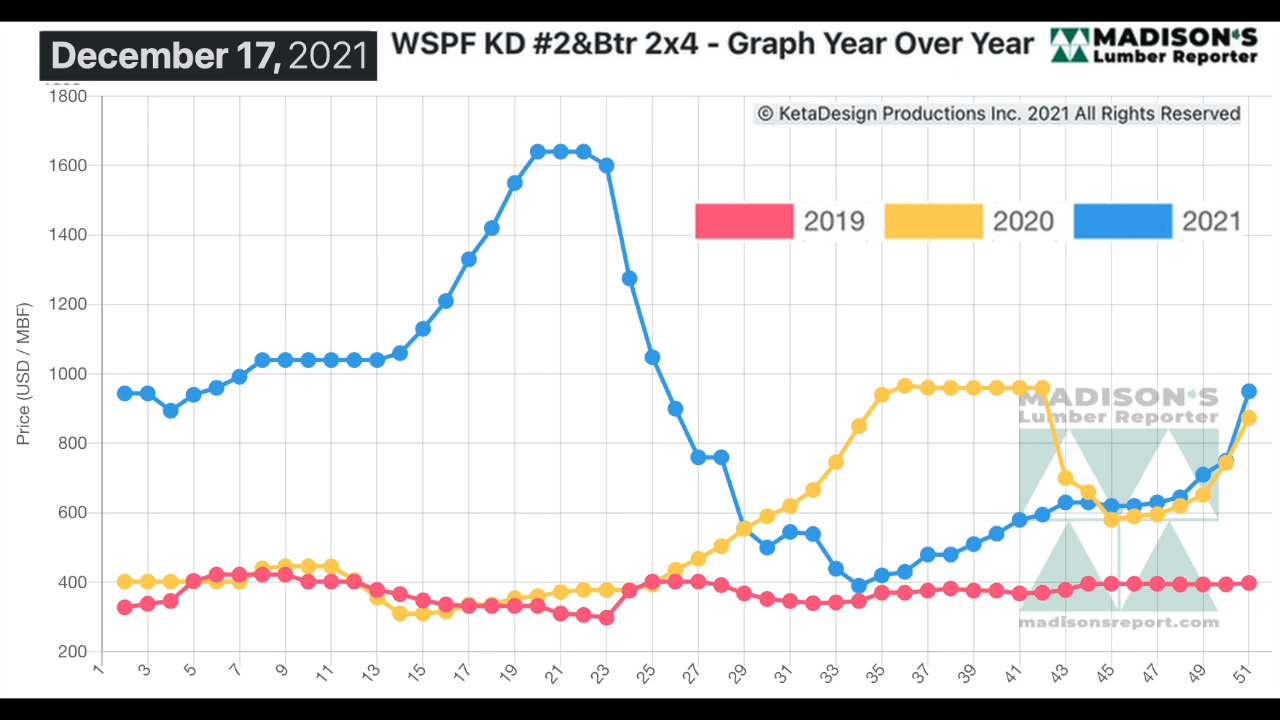 December 17, 2021
WSPF KD #2&Btr 2x4 - Graph Year Over Year
MADISON'S
Lumber Reporter
© KetaDesign Productions Inc. 2021 All Rights Reserved
2019 2020 2021
Price (USD / MBF)
1800
1600
1400
1200
1000
800
600
400
200
MADISON'S
Lumber Reporter
madisonsreport.com
1 3 5 7 9 11 13 15 17 19 21 23 25 27 29 31 33 35 37 39 41 43 45 47 49 51